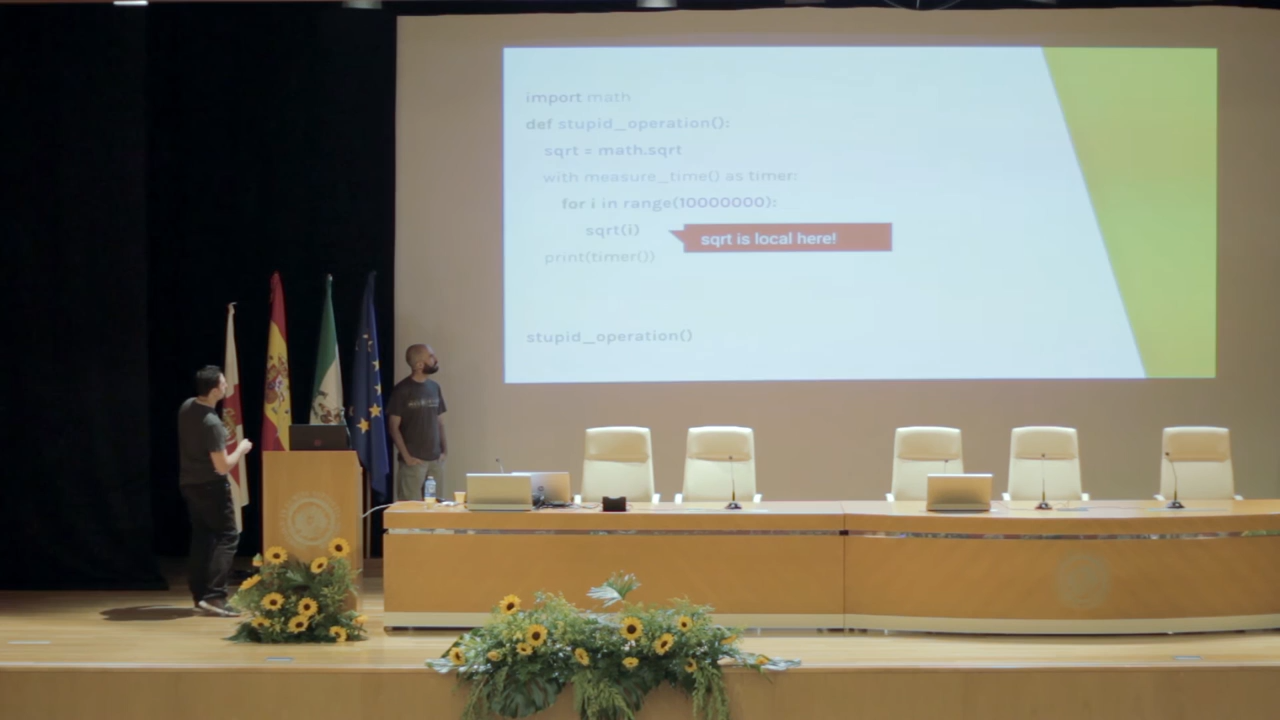 import math
def stupid_operation():
sqrt = math.sqrt
with measure_time() as timer:
for i in range(10000000):
sqrt(i)
sqrt is local here!
print(timer())
stupid_operation()